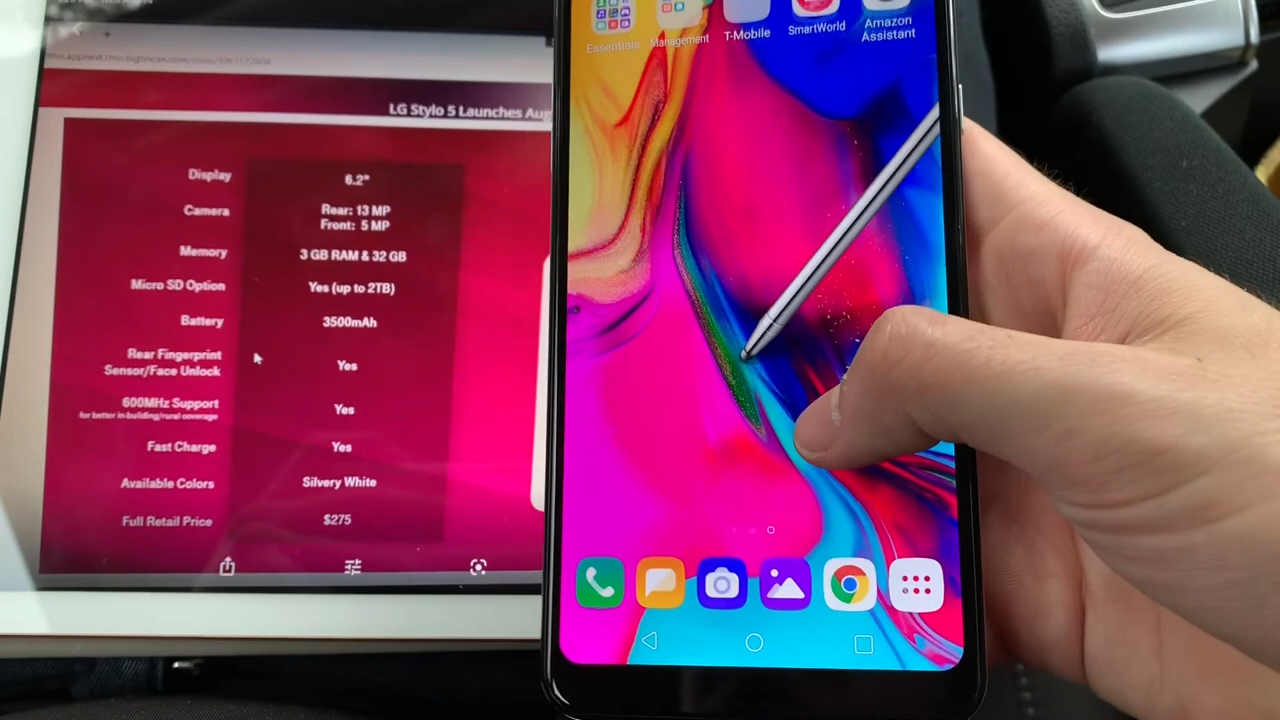 LG Stylo 5 Launches Aug
Display
6.2"
Camera
Rear: 13 MP
Front: 5 MP
Memory
3 GB RAM & 32 GB
Micro SD Option
Yes (up to 2TB)
Battery
3500mAh
Rear Fingerprint
Sensor/Face Unlock
Yes
600MHz Support
for better in building/rural coverage
Yes
Fast Charge
Yes
Available Colors
Silvery White
Full Retail Price
$275
Essentials
Management
T-Mobile
SmartWorld
Amazon
Assistant